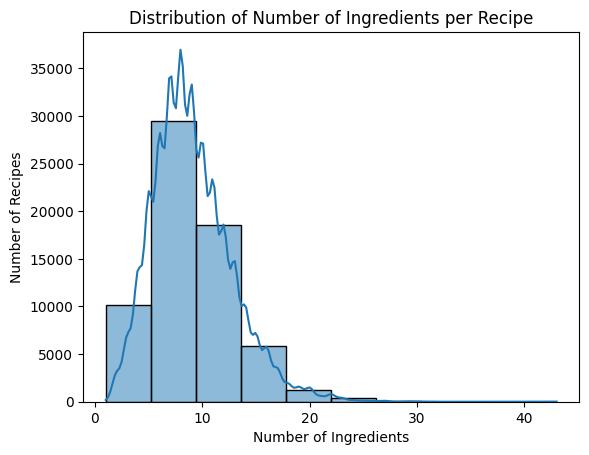 Distribution of Number of Ingredients per Recipe
35000
30000
25000
20000
15000
10000
5000
0
Number of Recipes
0 10 20 30 40
Number of Ingredients